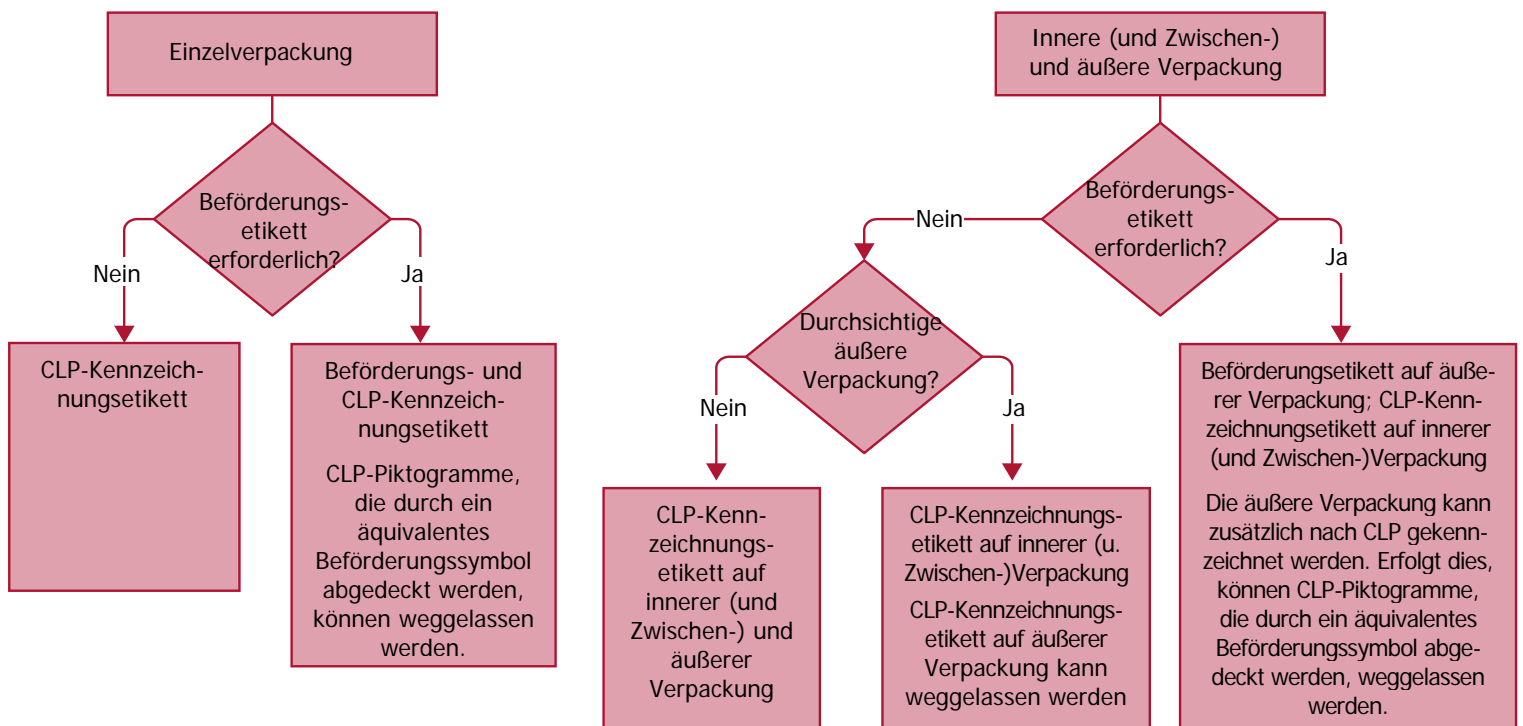 Einzelverpackung
Beförderungs-
etikett
erforderlich?
Nein
Ja
CLP-Kennzeich-
nungsetikett
Beförderungs- und
CLP-Kennzeich-
nungsetikett
CLP-Piktogramme,
die durch ein
äquivalentes
Beförderungssymbol
abgedeckt werden,
können weggelassen
werden.
Innere (und Zwischen-)
und äußere Verpackung
Beförderungs-
etikett
erforderlich?
Nein
Ja
Durchsichtige
äußere
Verpackung?
Nein
Ja
CLP-Kenn-
zeichnungs-
etikett auf
innerer (und
Zwischen-) und
äußerer
Verpackung
CLP-Kennzeichnungs-
etikett auf innerer (u.
Zwischen-)Verpackung
CLP-Kennzeichnungs-
etikett auf äußerer
Verpackung kann
weggelassen werden
Beförderungsetikett auf äuße-
rer Verpackung; CLP-Kenn-
zeichnungsetikett auf innerer
(und Zwischen-)Verpackung
Die äußere Verpackung kann
zusätzlich nach CLP gekenn-
zeichnet werden. Erfolgt dies,
können CLP-Piktogramme,
die durch ein äquivalentes
Beförderungssymbol abge-
deckt werden, weggelassen
werden.